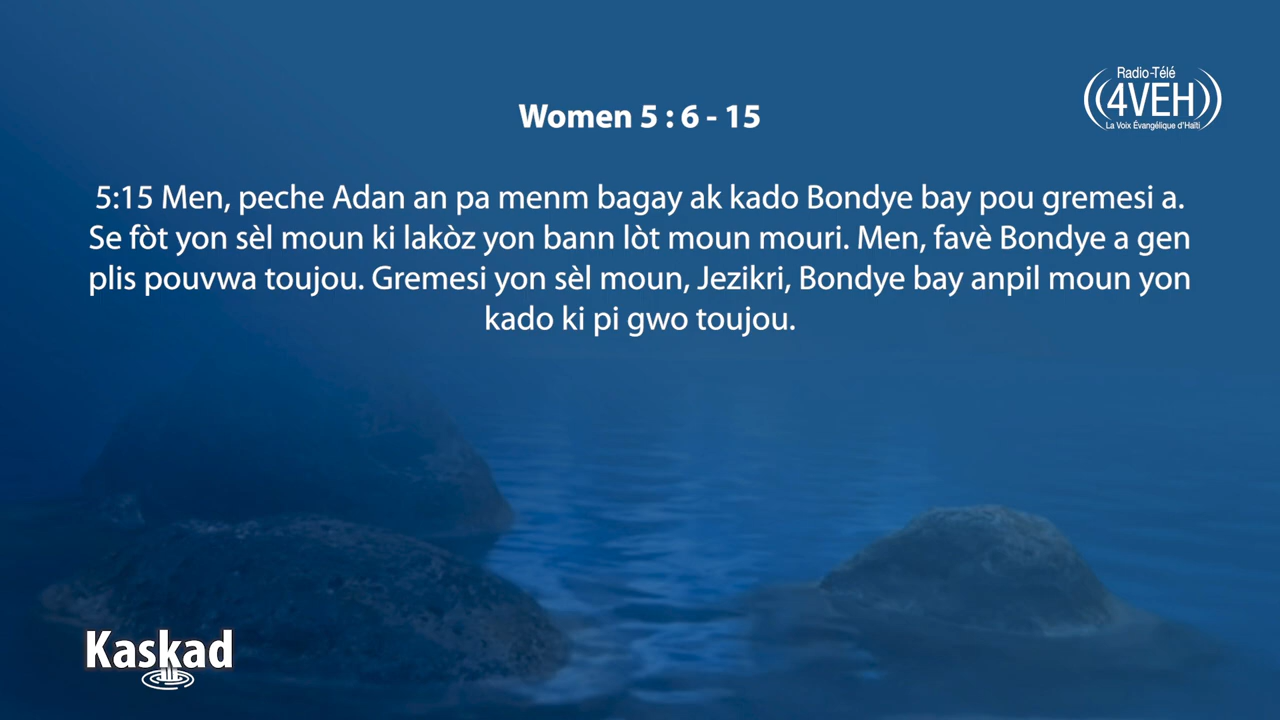 Radio-Télé
4VEH
La Voix Évangélique d'Haïti
Women 5 : 6 - 15
5:15 Men, peche Adan an pa menm bagay ak kado Bondye bay pou gremesi a.
Se fòt yon sèl moun ki lakòz yon bann lòt moun mouri. Men, favè Bondye a gen
plis pouvwa toujou. Gremesi yon sèl moun, Jezikri, Bondye bay anpil moun yon
kado ki pi gwo toujou.
Kaskad